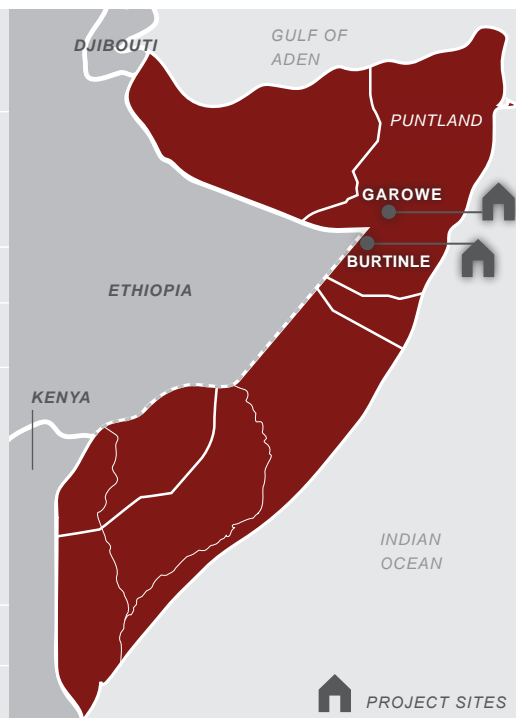 DJIBOUTI
GULF OF
ADEN
PUNTLAND
GAROWE
BURTINLE
ETHIOPIA
KENYA
INDIAN
OCEAN
PROJECT SITES